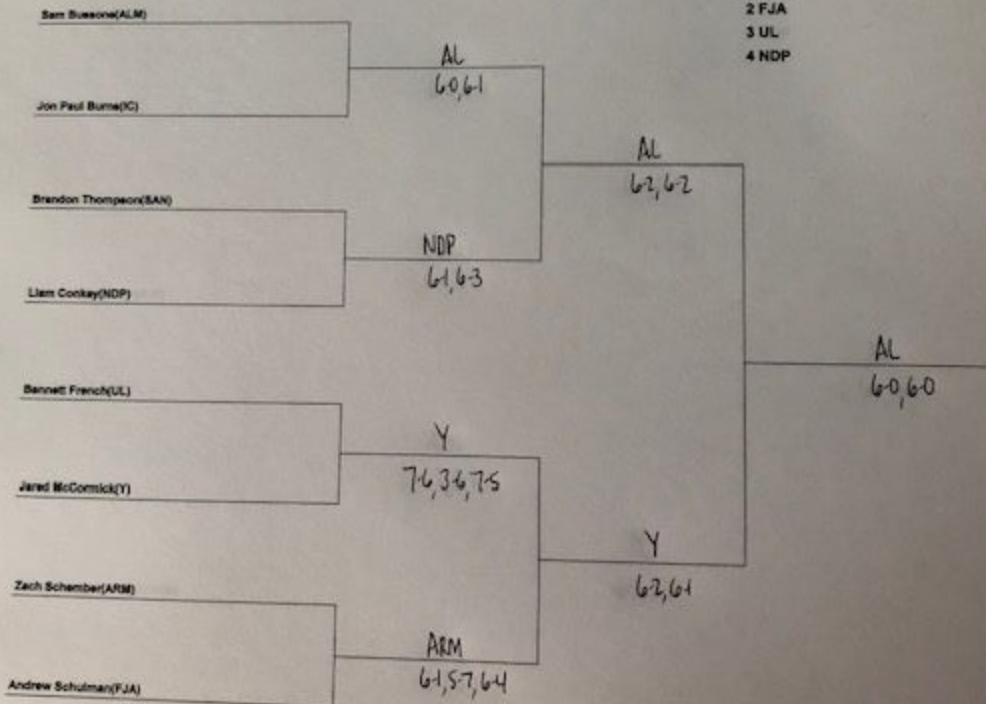 2 FJA
3 UL
4 NDP
Sam Bussone(ALM)
AL
6-0, 6-1
Jon Paul Burns(IC)
AL
6-2, 6-2
Brandon Thompson(SAN)
NDP
6-1, 6-3
Liam Conkey(NDP)
AL
6-0, 6-0
Bennett French(UL)
Y
7-6, 3-6, 7-5
Jared McCormick(Y)
Y
6-2, 6-1
Zach Schember(ARM)
ARM
6-1, 5-7, 6-4
Andrew Schulman(FJA)